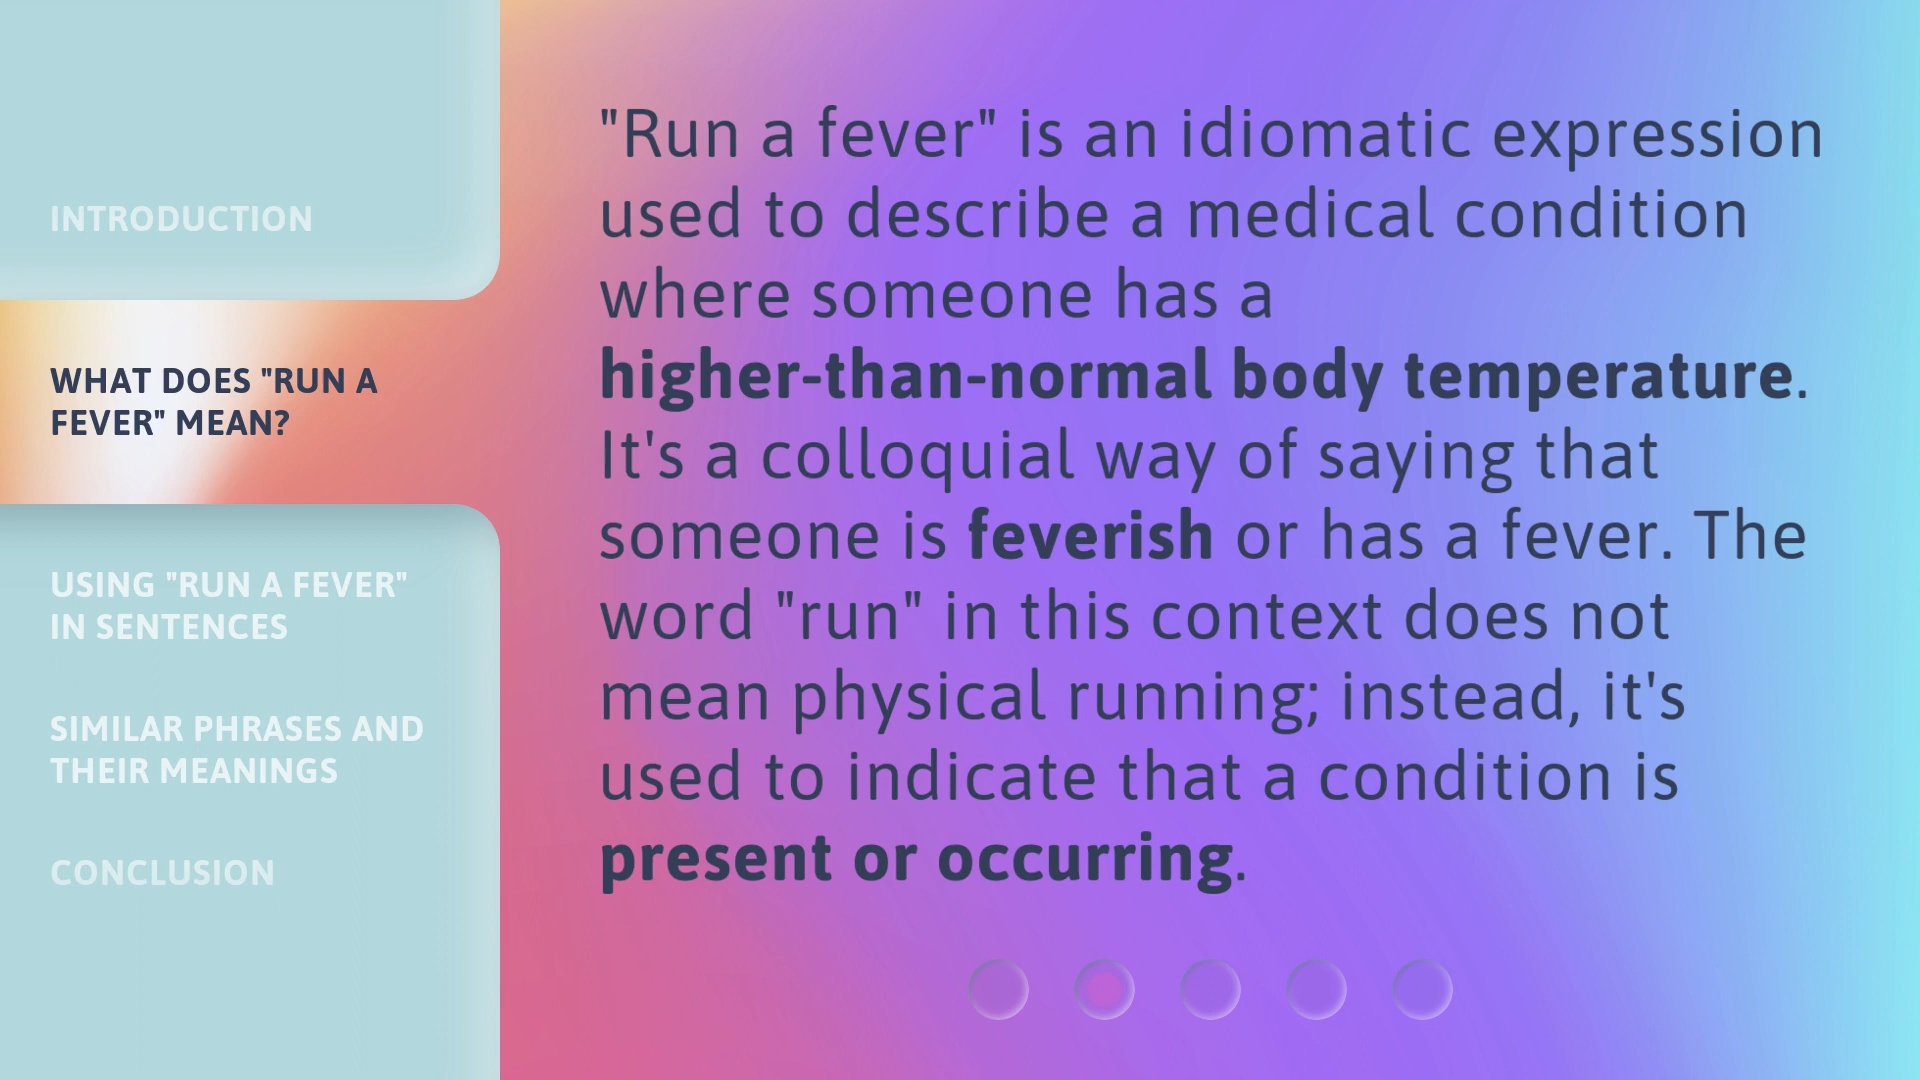 INTRODUCTION
WHAT DOES "RUN A
FEVER" MEAN?
USING "RUN A FEVER"
IN SENTENCES
SIMILAR PHRASES AND
THEIR MEANINGS
CONCLUSION
"Run a fever" is an idiomatic expression
used to describe a medical condition
where someone has a
higher-than-normal body temperature.
It's a colloquial way of saying that
someone is feverish or has a fever. The
word "run" in this context does not
mean physical running; instead, it's
used to indicate that a condition is
present or occurring.